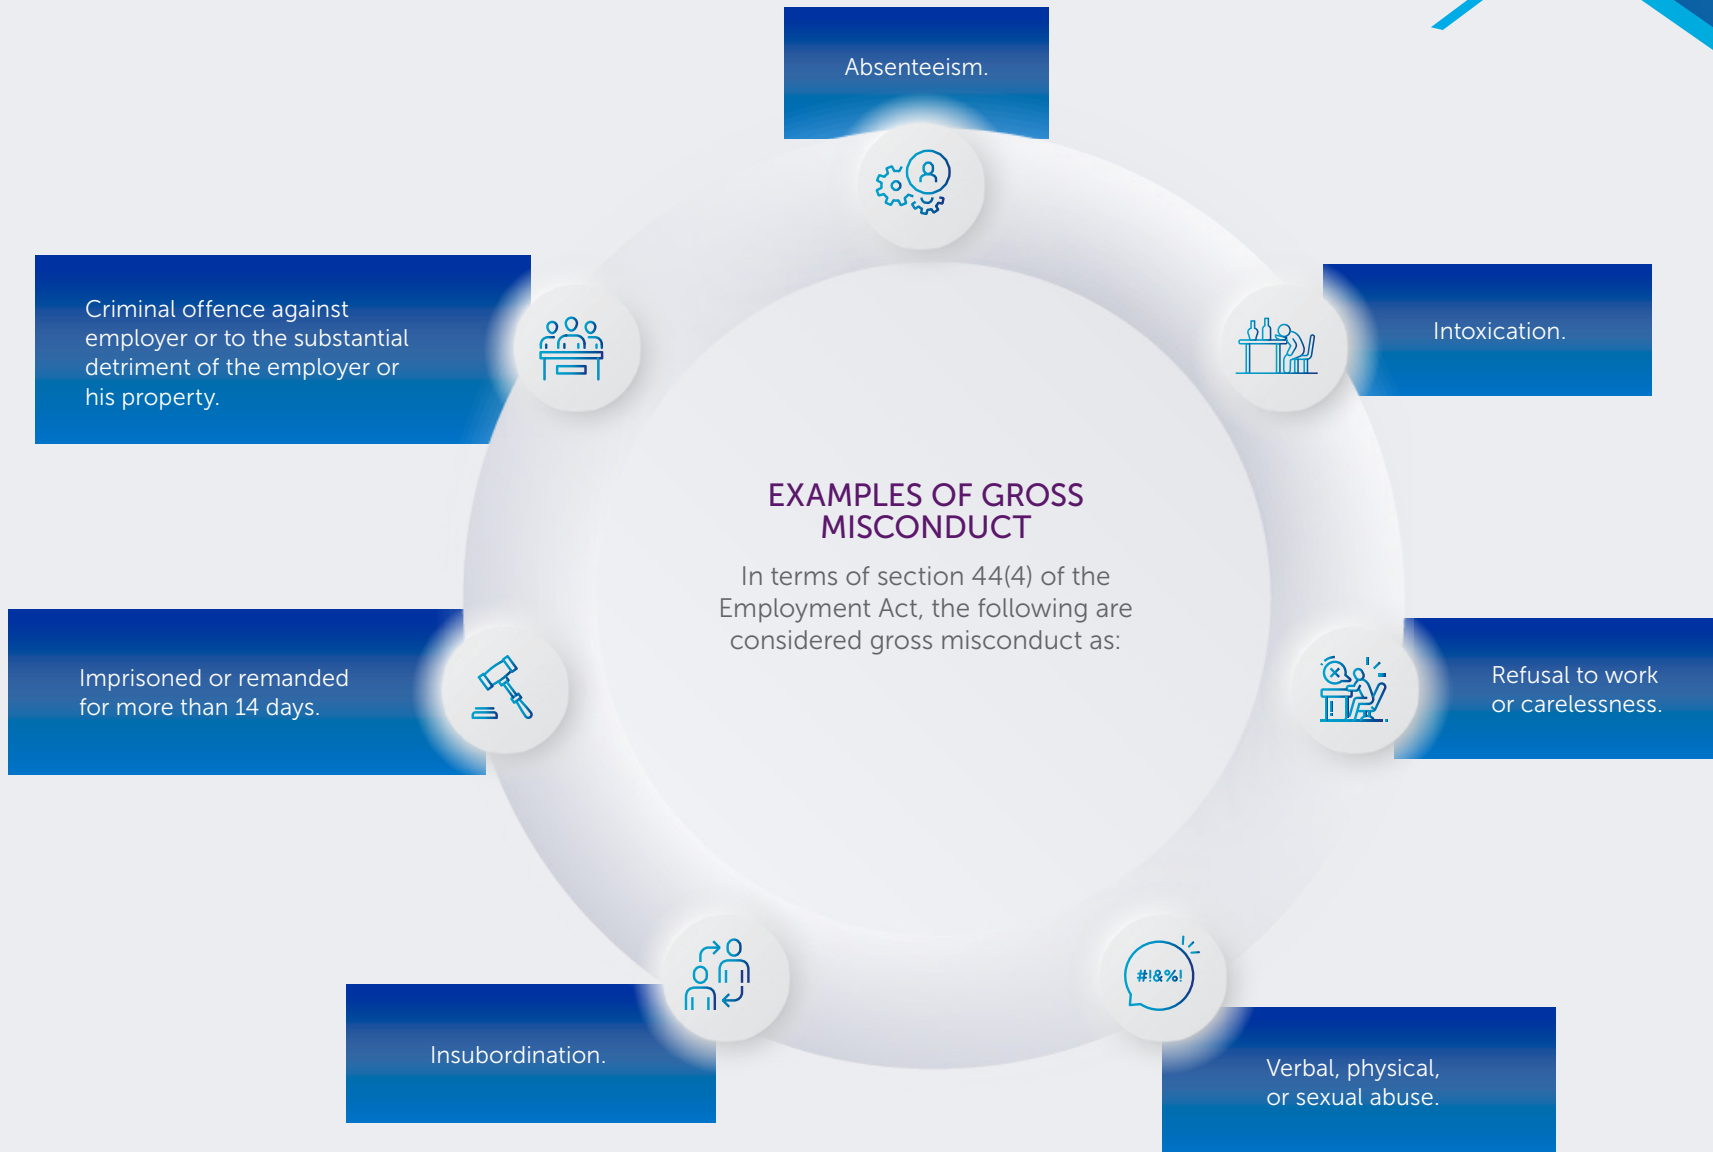 Absenteeism.
Criminal offence against
employer or to the substantial
detriment of the employer or
his property.
Intoxication.
EXAMPLES OF GROSS
MISCONDUCT
In terms of section 44(4) of the
Employment Act, the following are
considered gross misconduct as:
Imprisoned or remanded
for more than 14 days.
Refusal to work
or carelessness.
#!&%!
Insubordination.
Verbal, physical,
or sexual abuse.